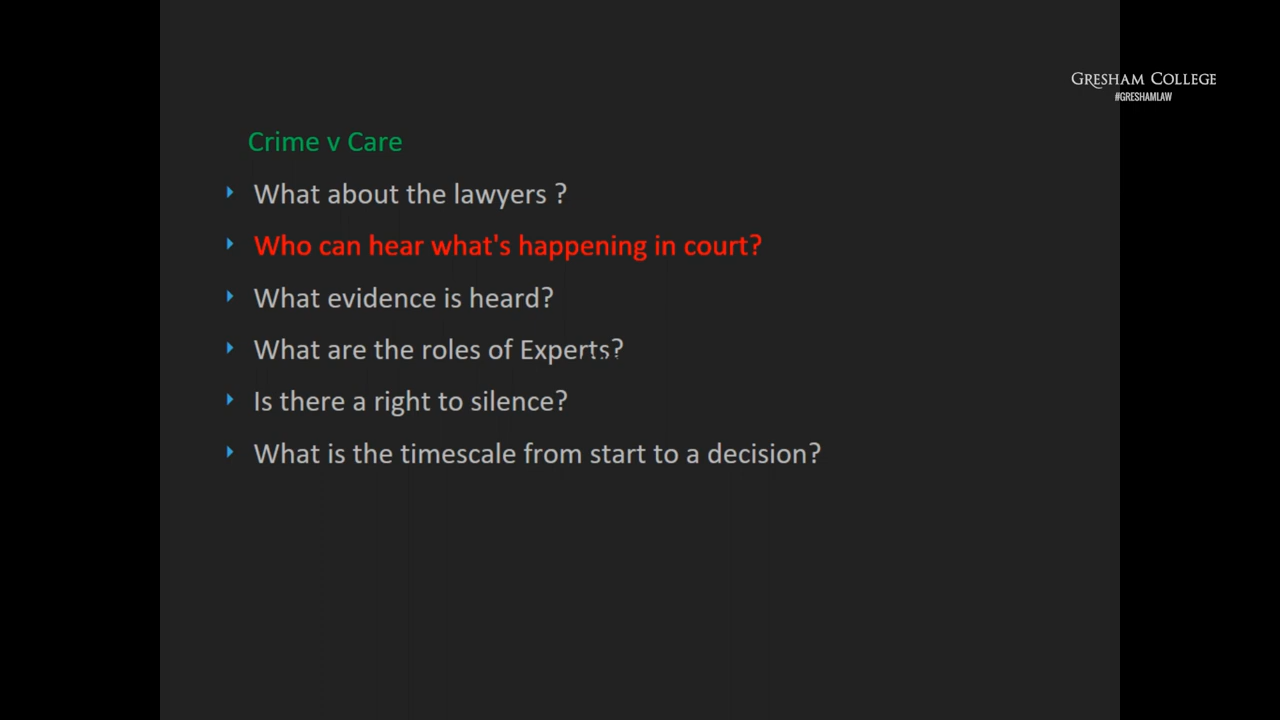 GRESHAM COLLEGE
#GRESHAMLAW
Crime v Care
What about the lawyers ?
Who can hear what's happening in court?
What evidence is heard?
What are the roles of Experts?
Is there a right to silence?
What is the timescale from start to a decision?